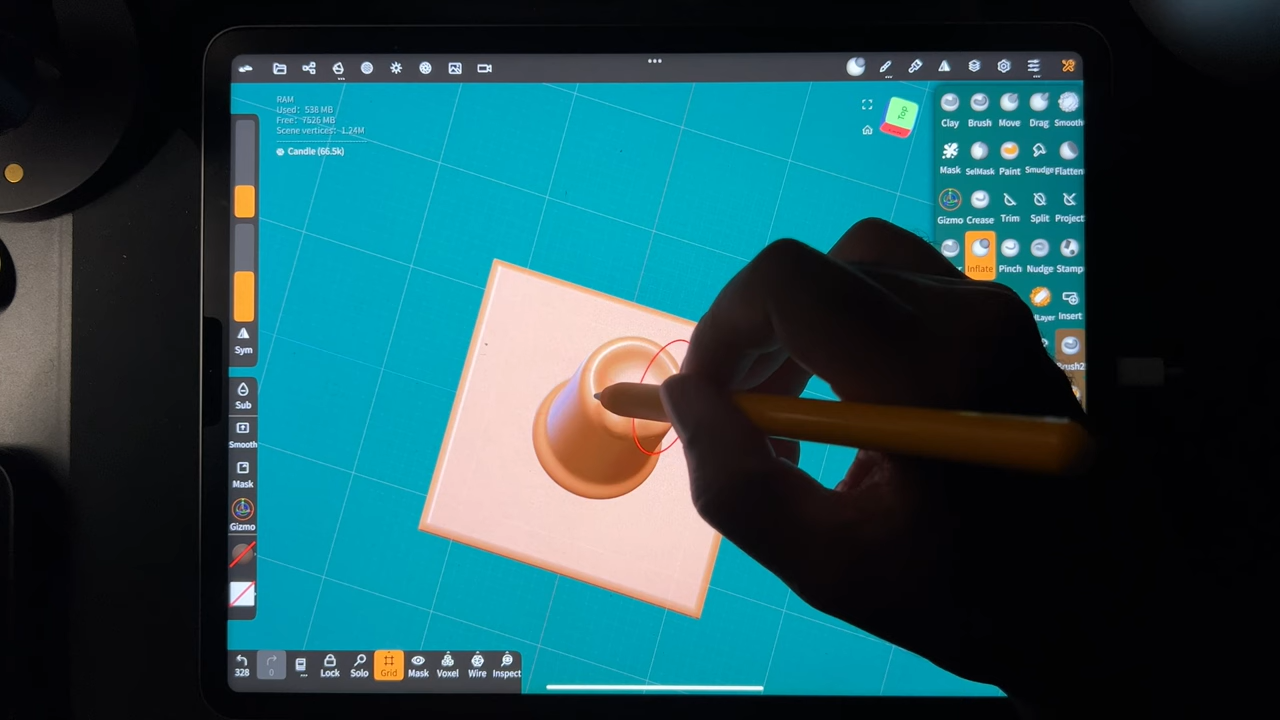 RAM
Used: 538 MB
Free: 7526 MB
Scene vertices: 1.24M
Candle (66.5k)
Top
Clay Brush Move Drag Smooth
Mask SelMask Paint Smudge Flatten
Gizmo Crease Trim Split Project
Inflate Pinch Nudge Stamp
Insert
Brush2
Sym
Sub
Smooth
Mask
Gizmo
328 0 Lock Solo Grid Mask Voxel Wire Inspect